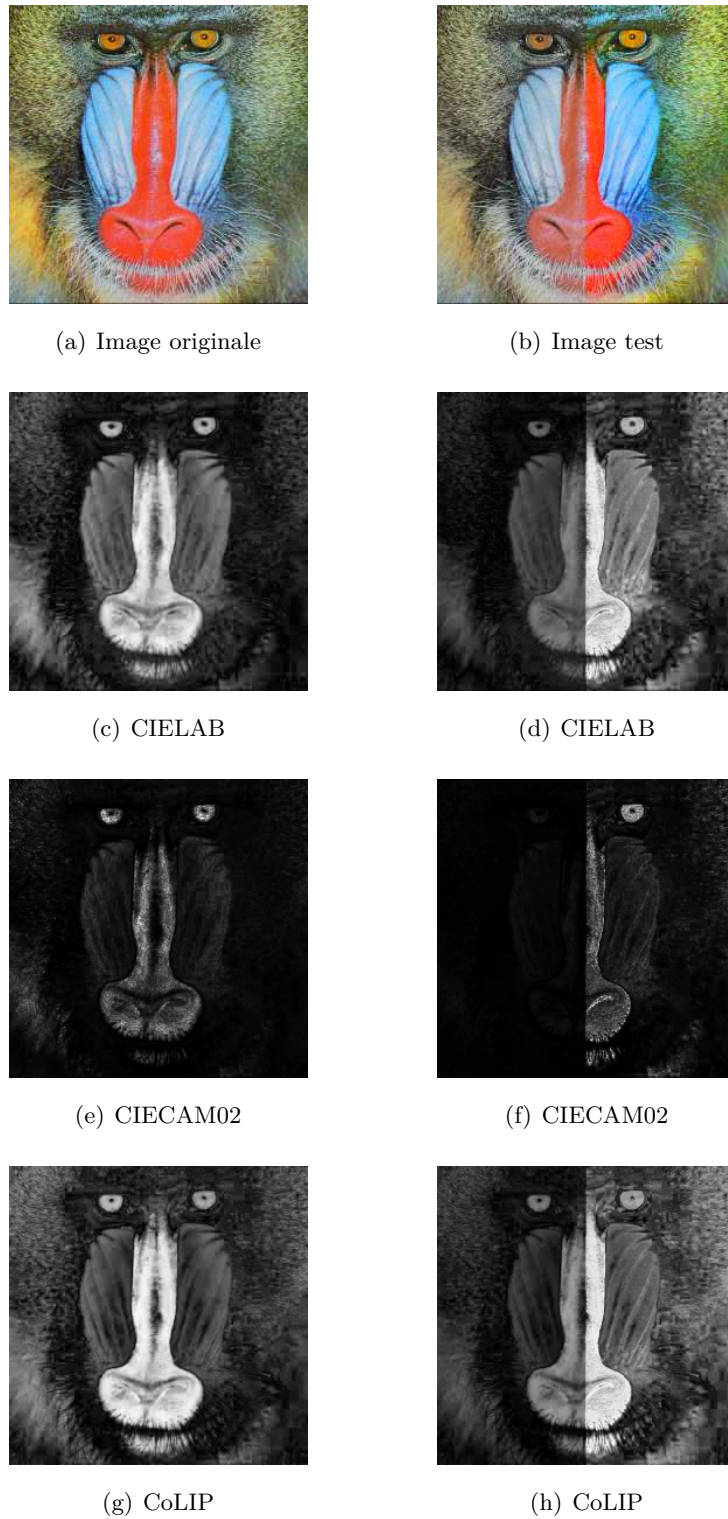 (a) Image originale
(b) Image test
(c) CIELAB
(d) CIELAB
(e) CIECAM02
(f) CIECAM02
(g) CoLIP
(h) CoLIP